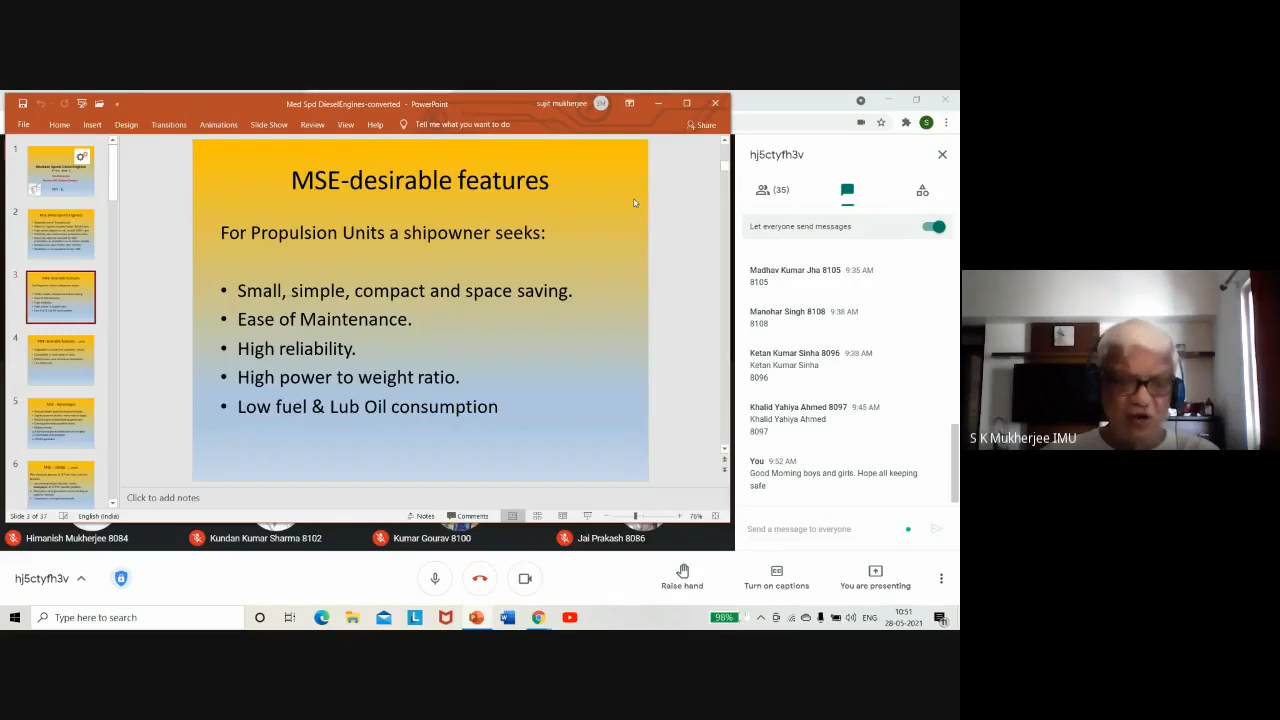 Med Spd DieselEngines-converted - PowerPoint
sujit mukherjee
SM
File Home Insert Design Transitions Animations Slide Show Review View Help Tell me what you want to do Share
1
2
3
4
5
6
MSE-desirable features
For Propulsion Units a shipowner seeks:
• Small, simple, compact and space saving.
• Ease of Maintenance.
• High reliability.
• High power to weight ratio.
• Low fuel & Lub Oil consumption
Click to add notes
Slide 3 of 37 English (India) Notes Comments 76%
Himanish Mukherjee 8084
Kundan Kumar Sharma 8102
Kumar Gourav 8100
Jai Prakash 8086
hj5ctyfh3v
(35)
Let everyone send messages
Madhav Kumar Jha 8105 9:35 AM
8105
Manohar Singh 8108 9:38 AM
8108
Ketan Kumar Sinha 8096 9:38 AM
Ketan Kumar Sinha
8096
Khalid Yahiya Ahmed 8097 9:45 AM
Khalid Yahiya Ahmed
8097
You 9:52 AM
Good Morning boys and girls. Hope all keeping
safe
Send a message to everyone
S K Mukherjee IMU
hj5ctyfh3v
Raise hand
Turn on captions
You are presenting
Type here to search
98%
ENG
10:51
28-05-2021